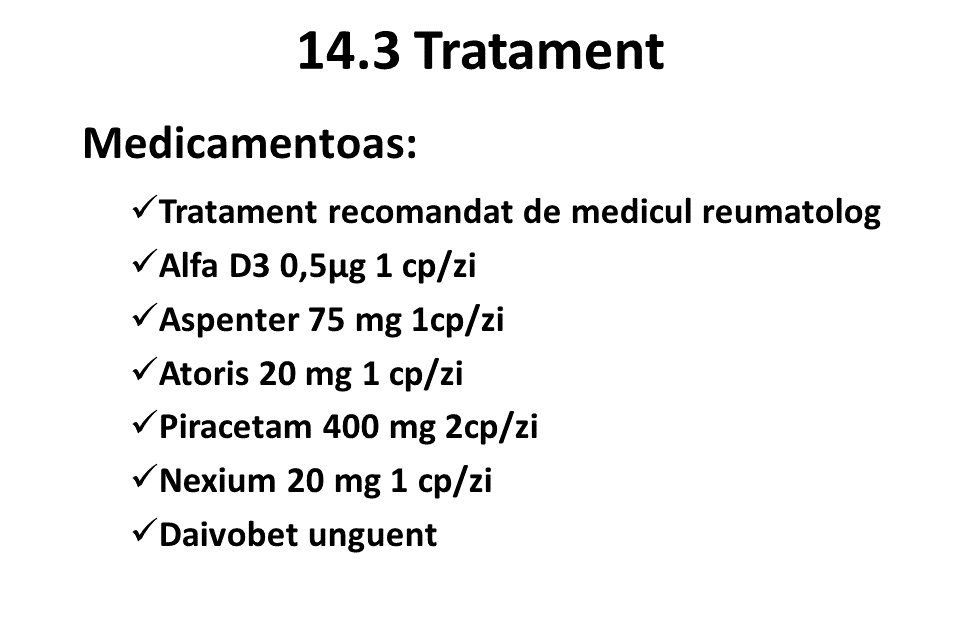 14.3 Tratament
Medicamentoas:
✓Tratament recomandat de medicul reumatolog
✓Alfa D3 0,5µg 1 cp/zi
✓Aspenter 75 mg 1cp/zi
✓Atoris 20 mg 1 cp/zi
✓Piracetam 400 mg 2cp/zi
✓Nexium 20 mg 1 cp/zi
✓Daivobet unguent